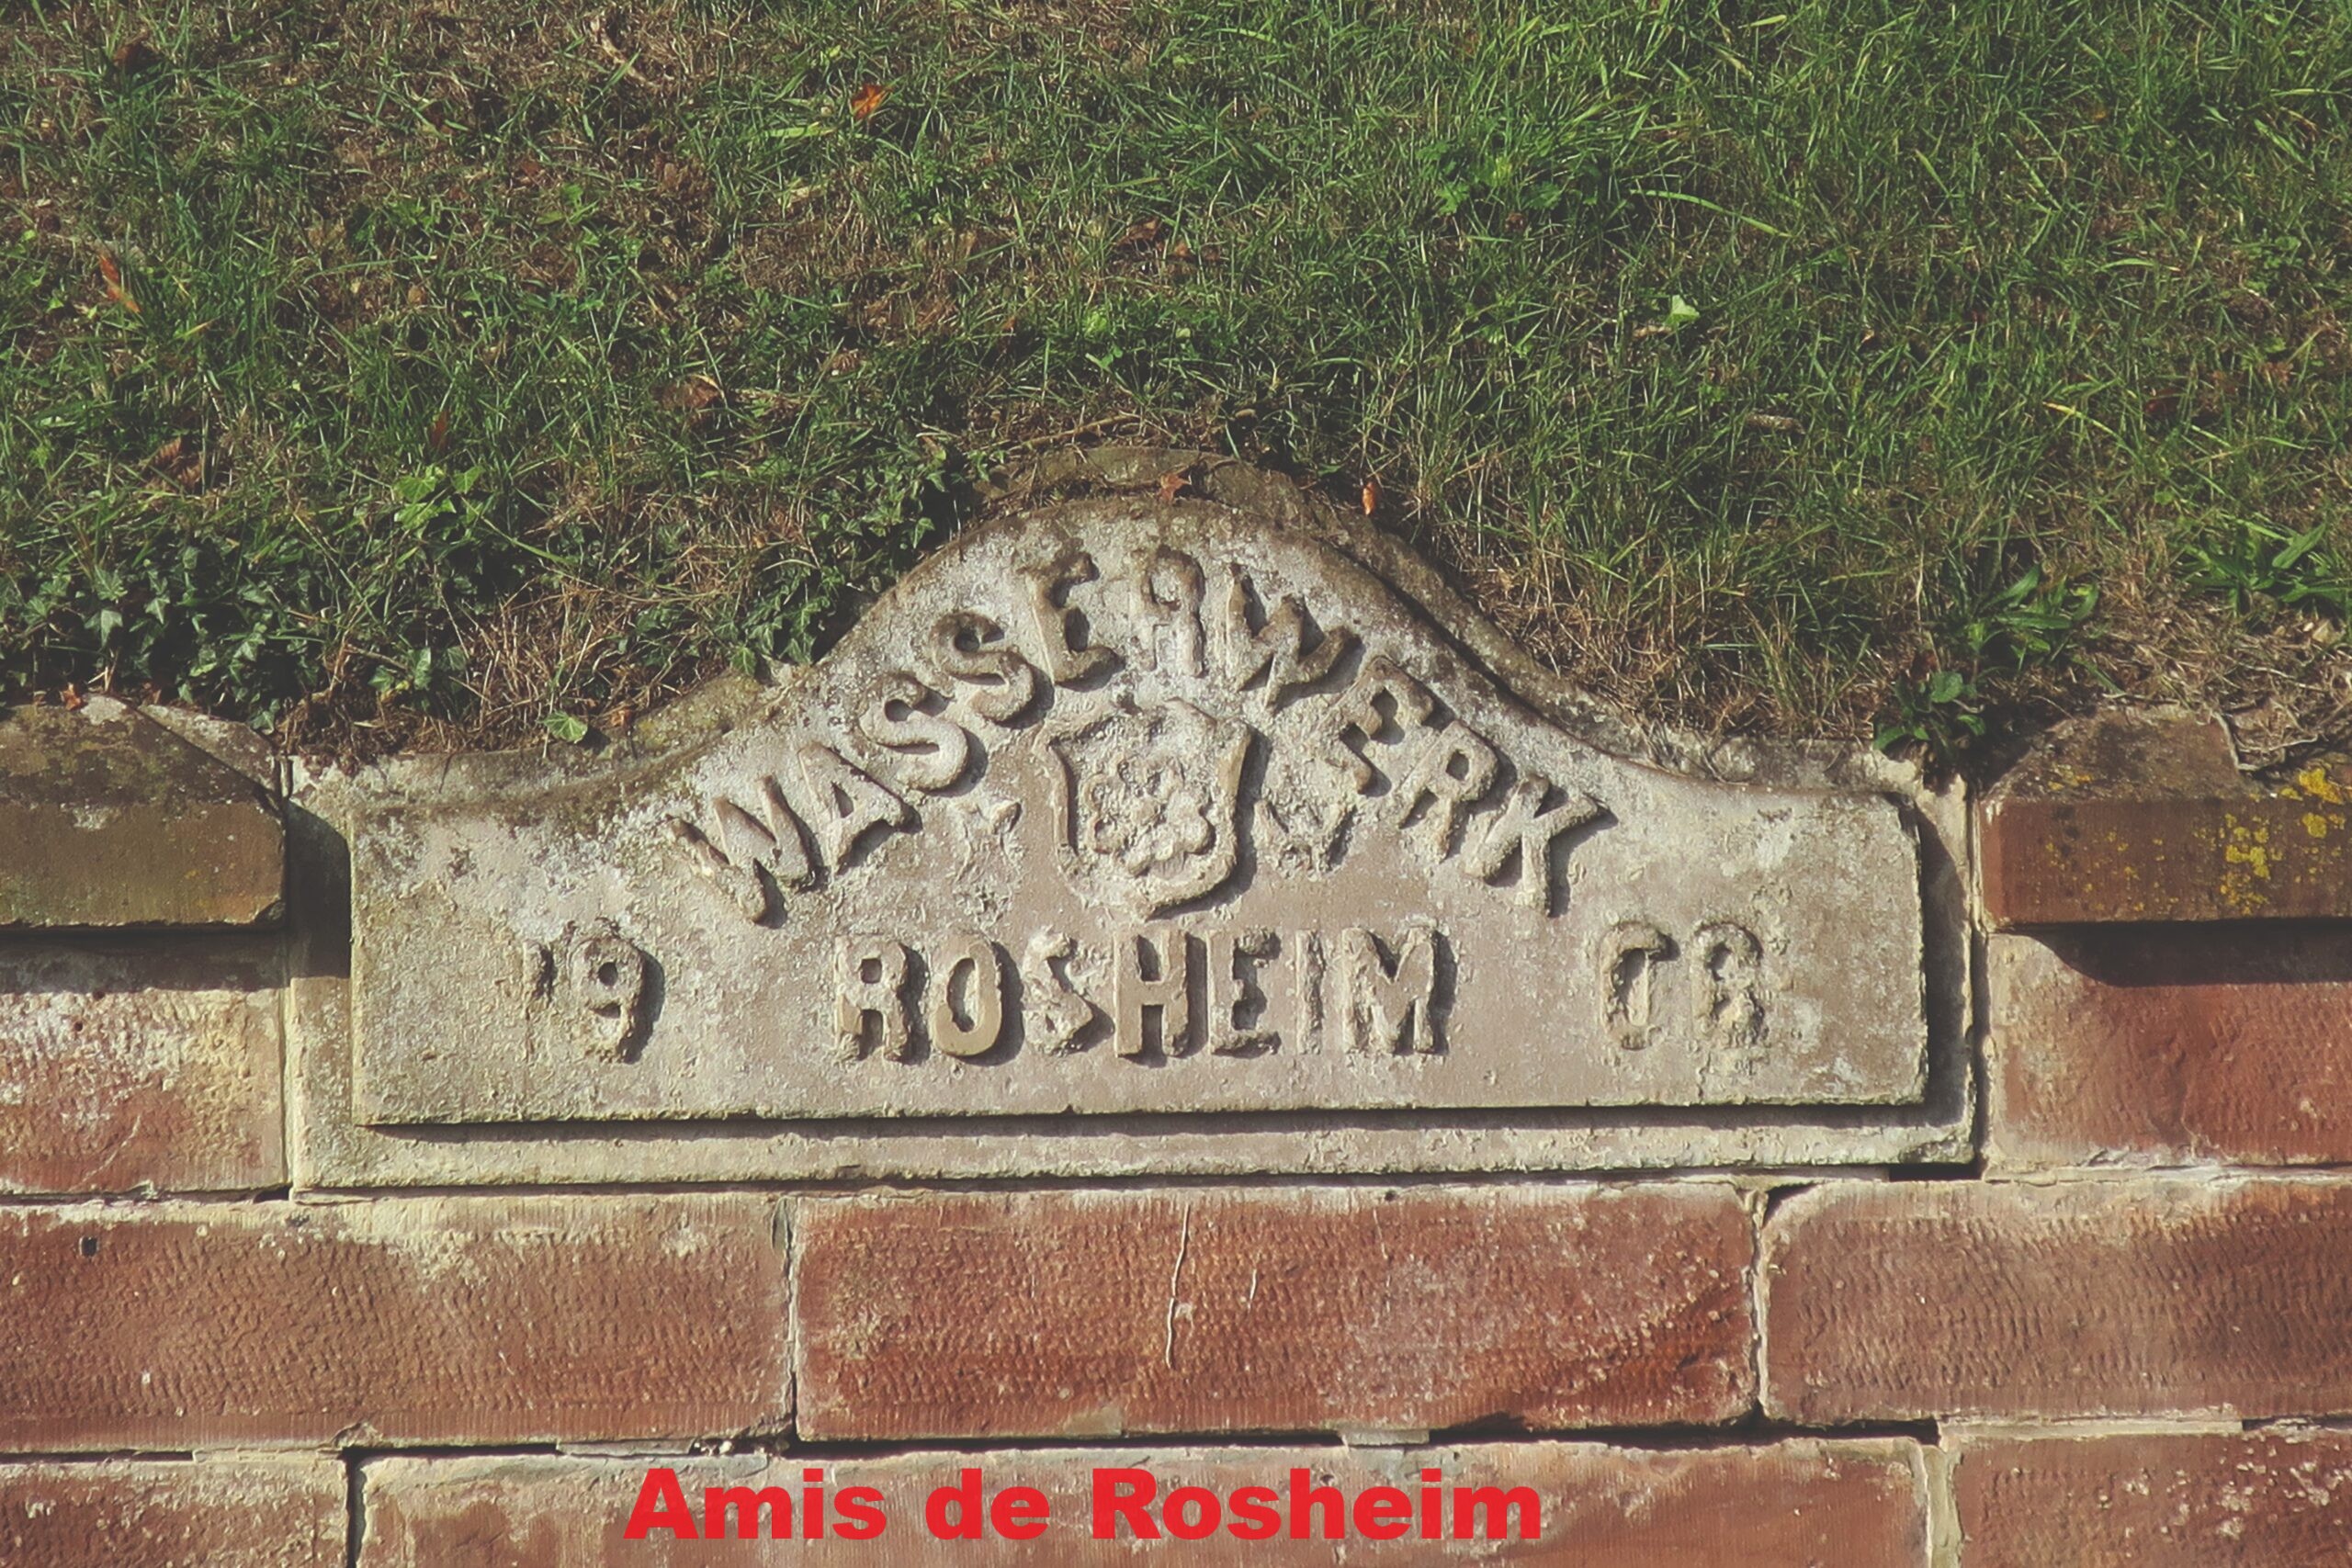 WASSERWERK
19 ROSHEIM 08
Amis de Rosheim